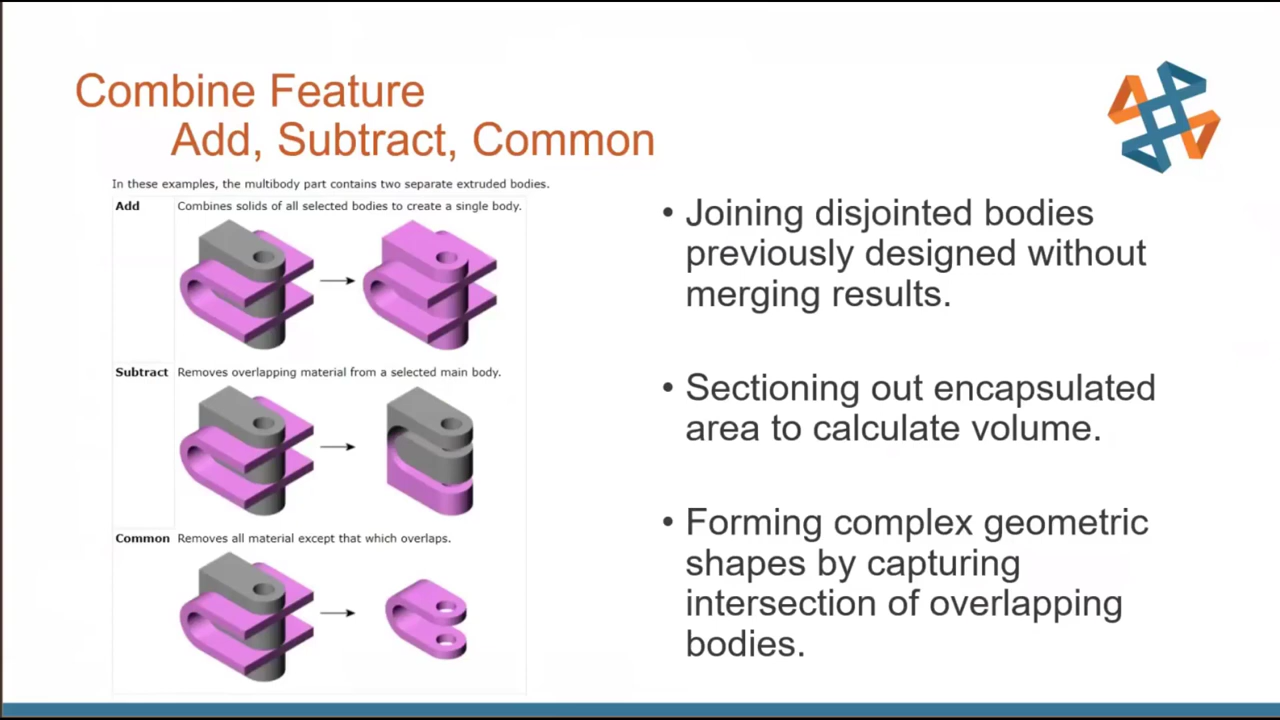 Combine Feature
Add, Subtract, Common
In these examples, the multibody part contains two separate extruded bodies.
Add Combines solids of all selected bodies to create a single body.
Subtract Removes overlapping material from a selected main body.
Common Removes all material except that which overlaps.
• Joining disjointed bodies
previously designed without
merging results.
• Sectioning out encapsulated
area to calculate volume.
• Forming complex geometric
shapes by capturing
intersection of overlapping
bodies.